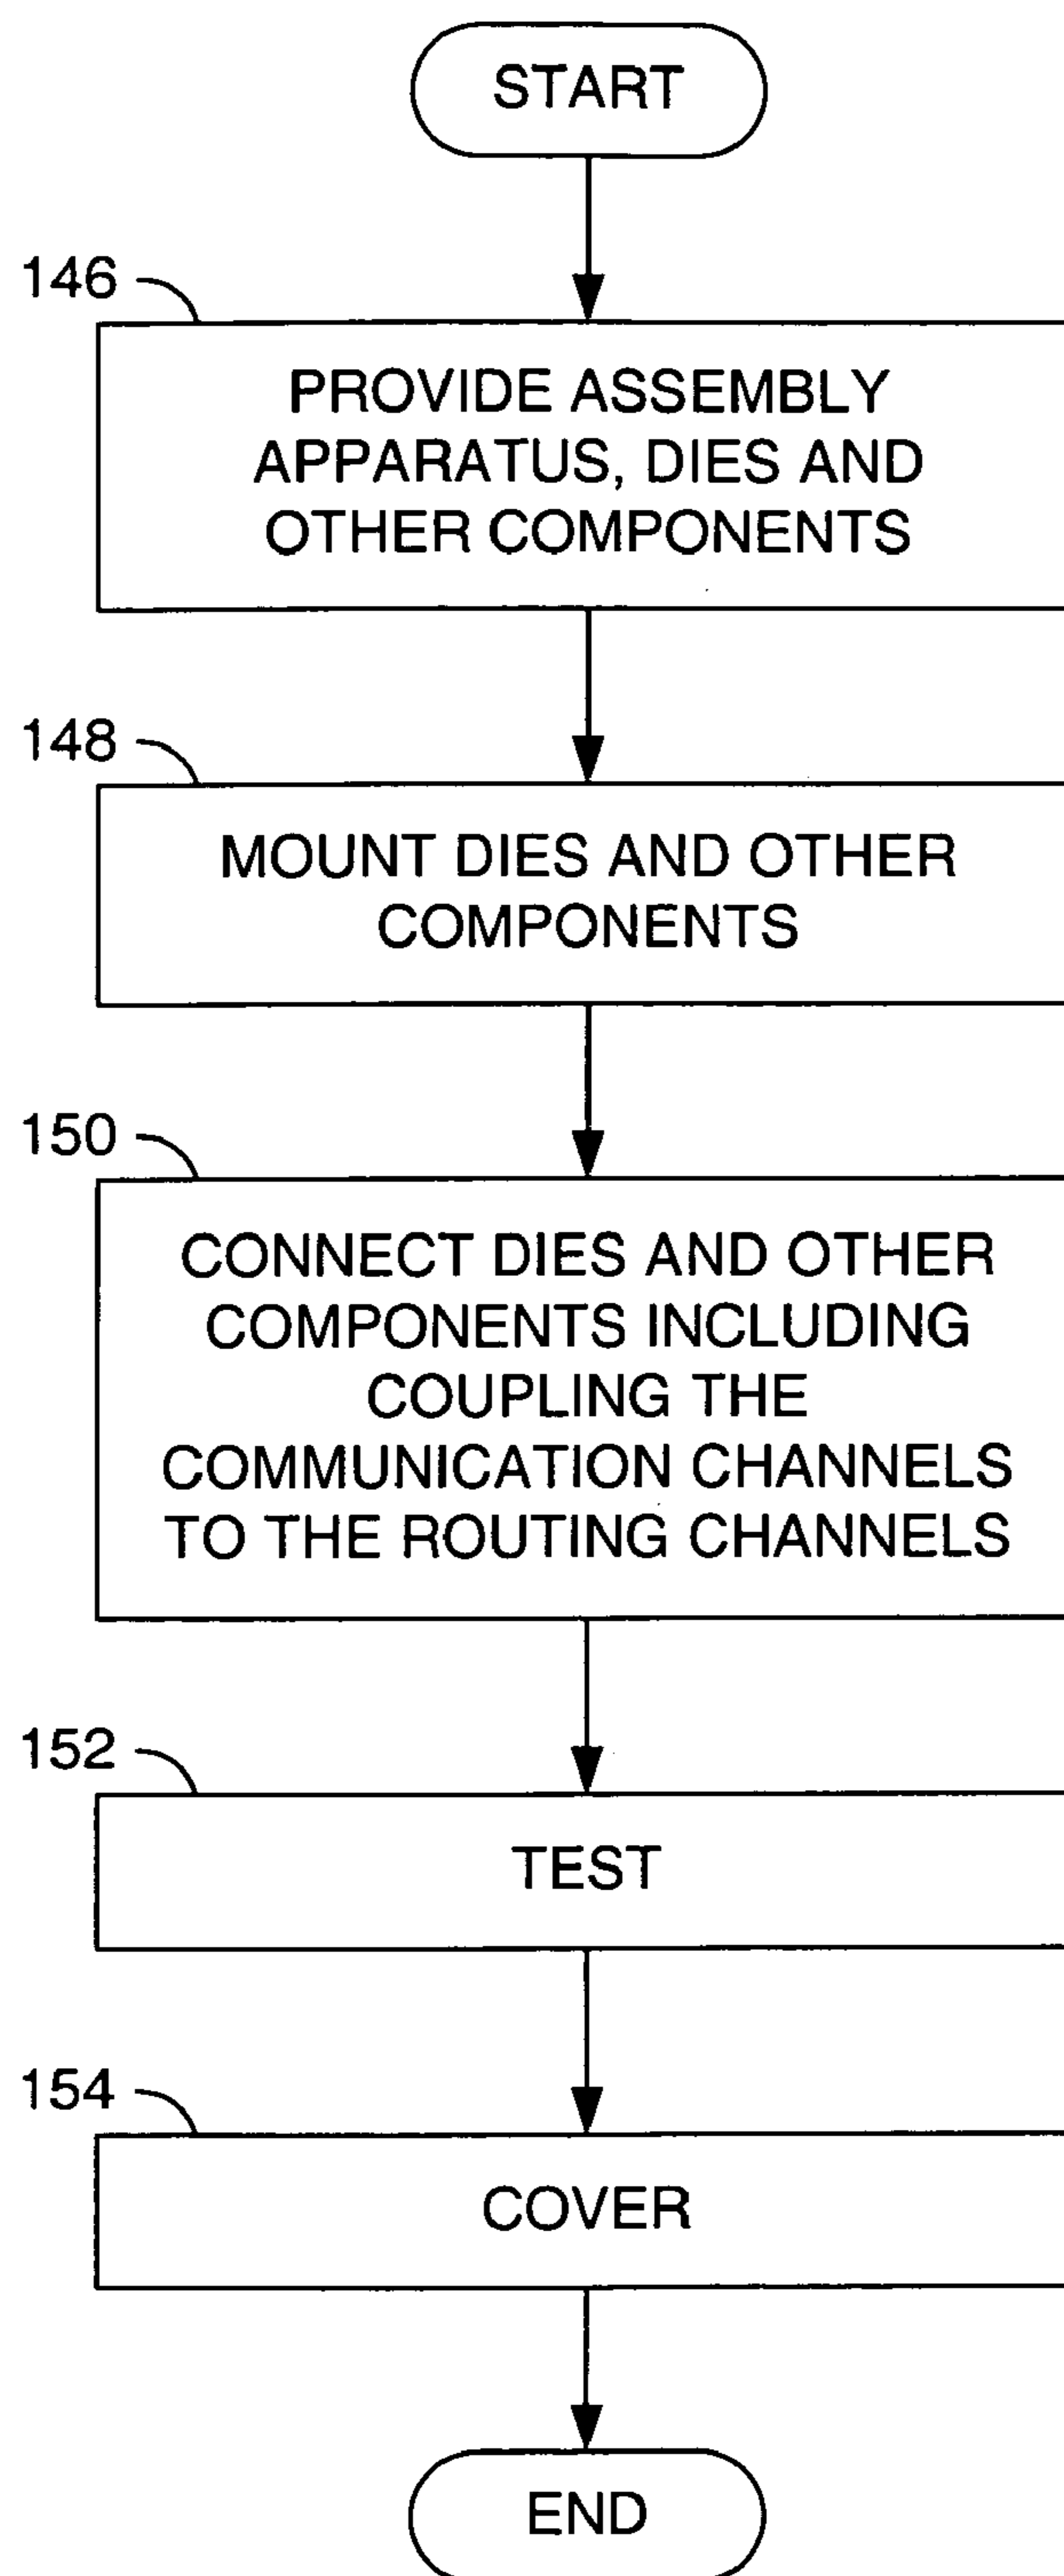 START
146
PROVIDE ASSEMBLY
APPARATUS, DIES AND
OTHER COMPONENTS
148
MOUNT DIES AND OTHER
COMPONENTS
150
CONNECT DIES AND OTHER
COMPONENTS INCLUDING
COUPLING THE
COMMUNICATION CHANNELS
TO THE ROUTING CHANNELS
152
TEST
154
COVER
END